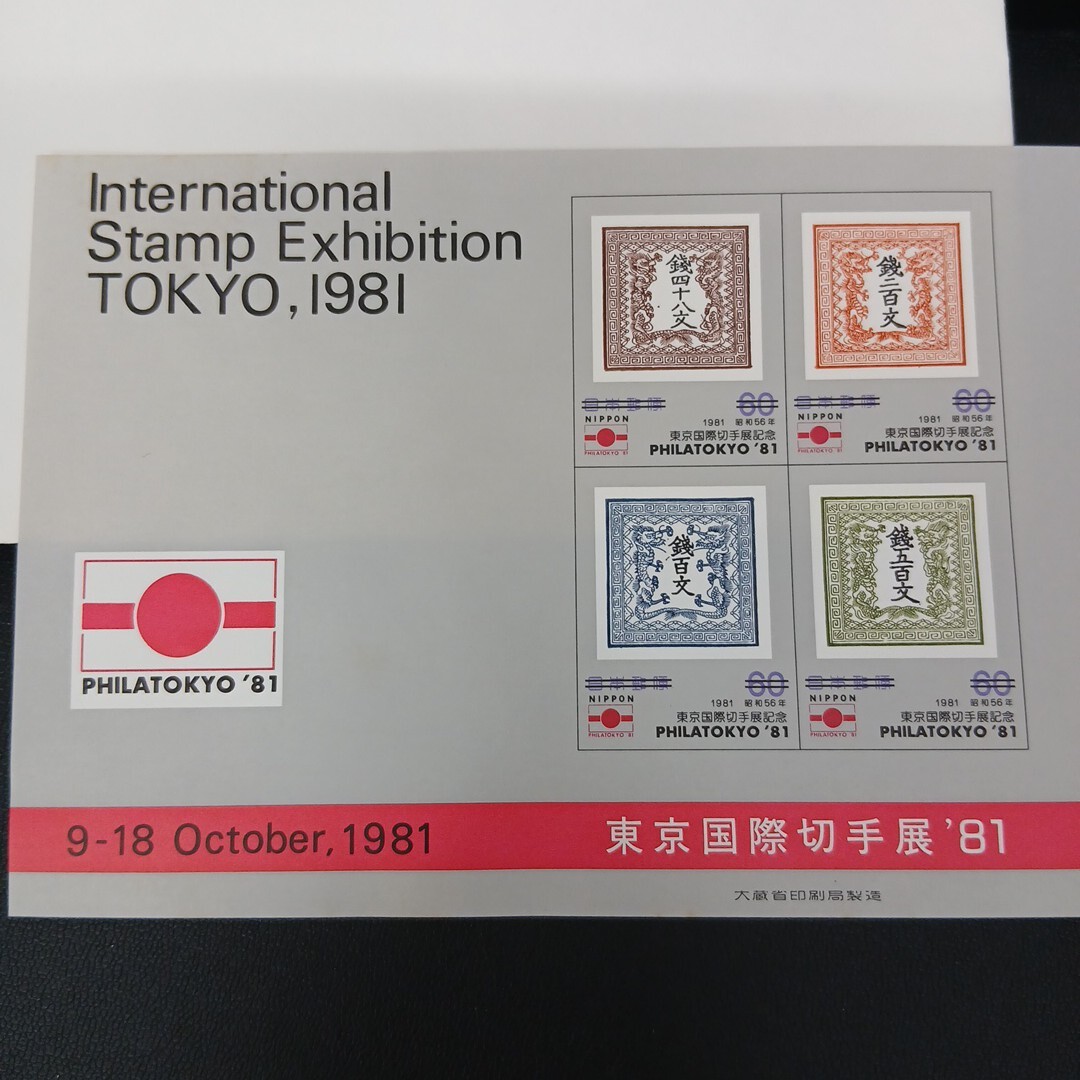 International
Stamp Exhibition
TOKYO, 1981
錢四十八文
日本郵便 60
NIPPON
1981 昭和56年
東京国際切手展記念
PHILATOKYO '81
PHILATOKYO '81
錢二百文
日本郵便 60
NIPPON
1981 昭和56年
東京国際切手展記念
PHILATOKYO '81
PHILATOKYO '81
錢百文
日本郵便 60
NIPPON
1981 昭和56年
東京国際切手展記念
PHILATOKYO '81
PHILATOKYO '81
錢五百文
日本郵便 60
NIPPON
1981 昭和56年
東京国際切手展記念
PHILATOKYO '81
PHILATOKYO '81
PHILATOKYO '81
9-18 October, 1981
東京国際切手展 '81
大蔵省印刷局製造